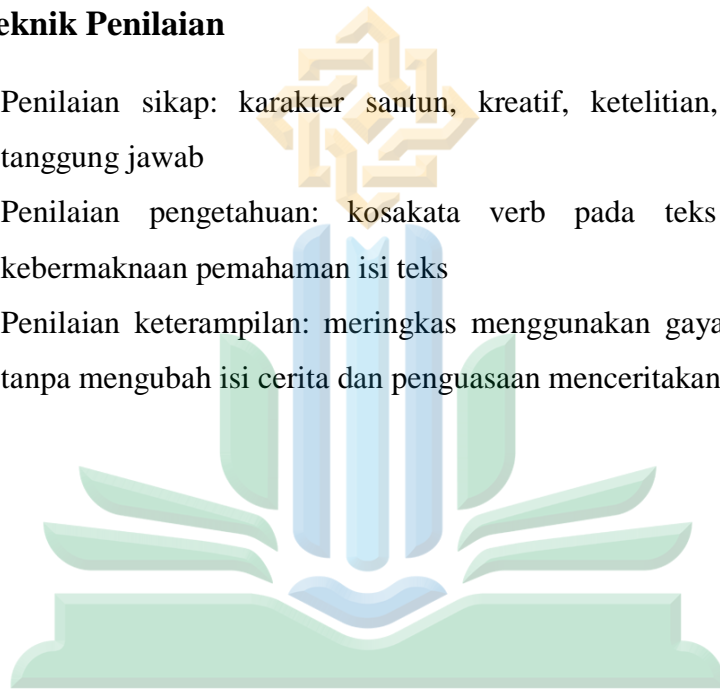 eknik Penilaian
Penilaian sikap: karakter santun, kreatif, ketelitian,
tanggung jawab
Penilaian pengetahuan: kosakata verb pada teks
kebermaknaan pemahaman isi teks
Penilaian keterampilan: meringkas menggunakan gaya
tanpa mengubah isi cerita dan penguasaan menceritakan